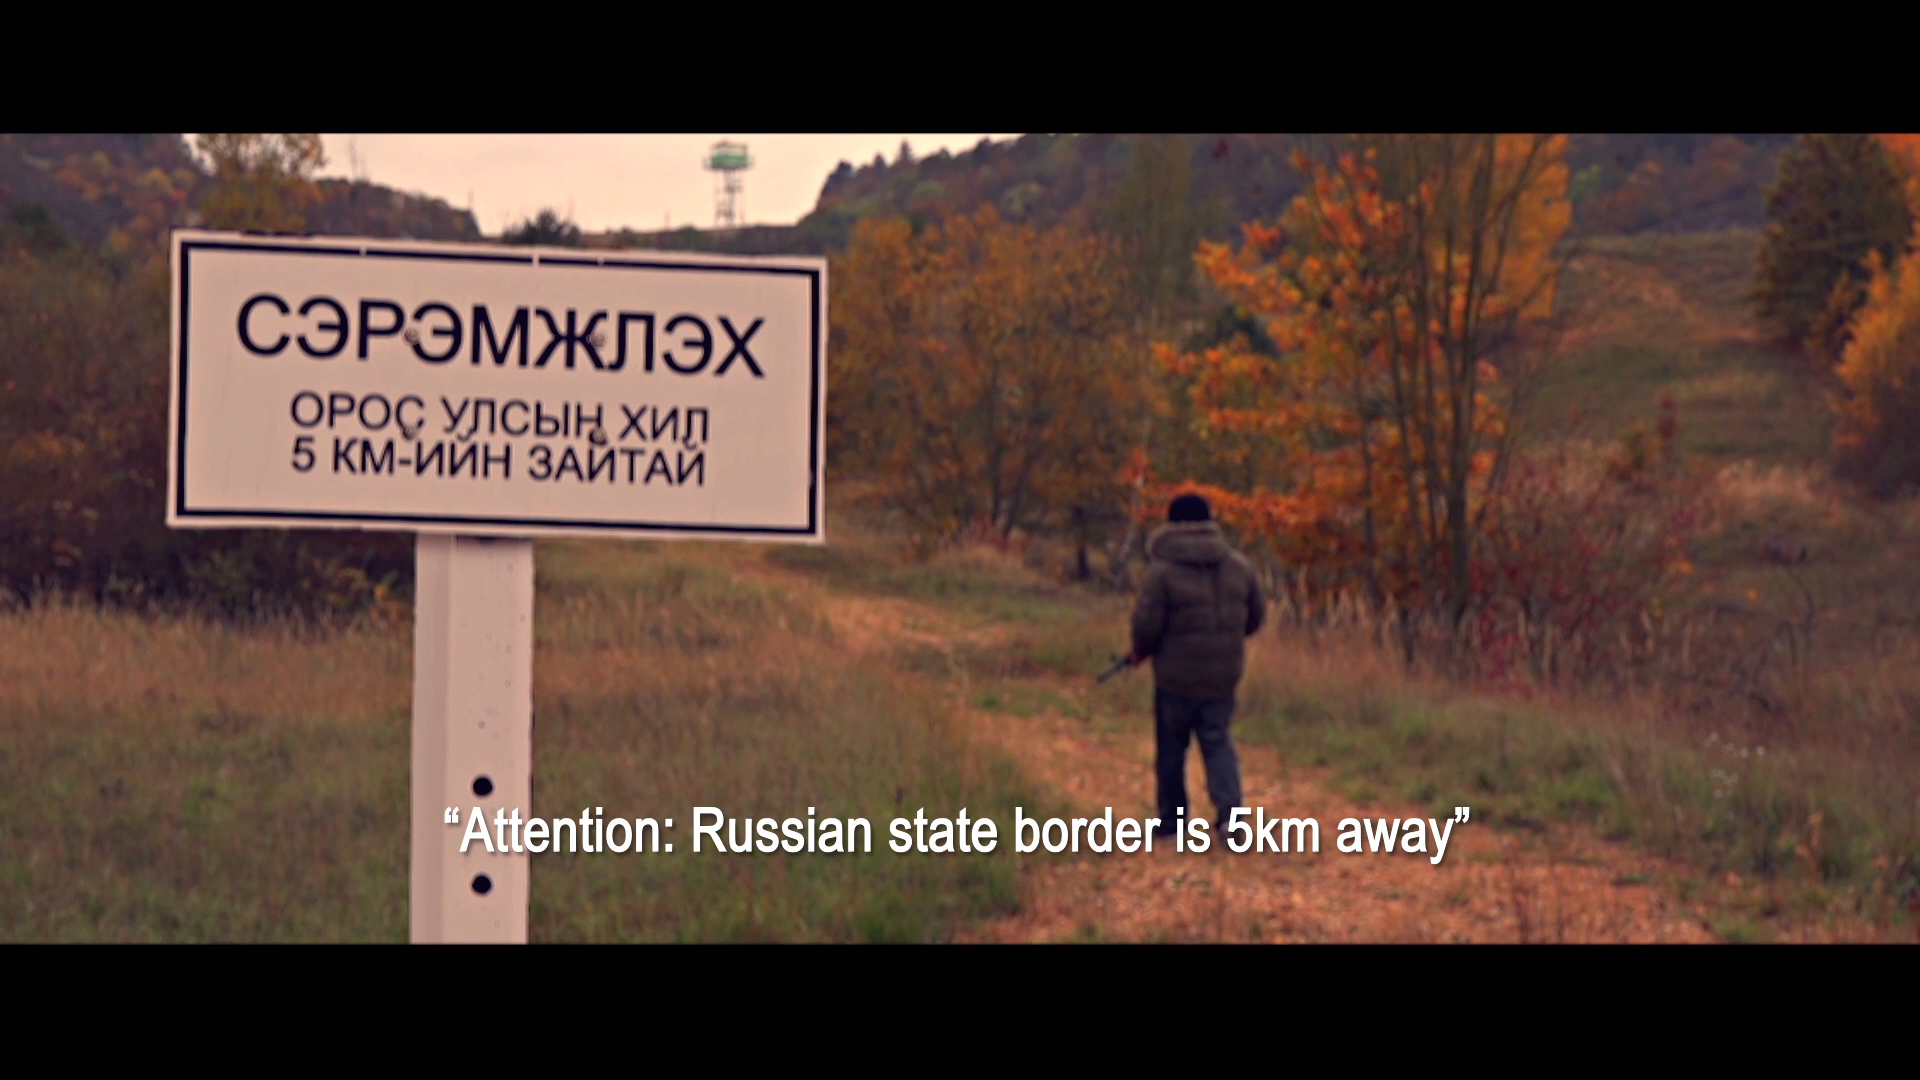 СЭРЭМЖЛЭХ
ОРОС УЛСЫН ХИЛ
5 КМ-ИЙН ЗАЙТАЙ
“Attention: Russian state border is 5km away”